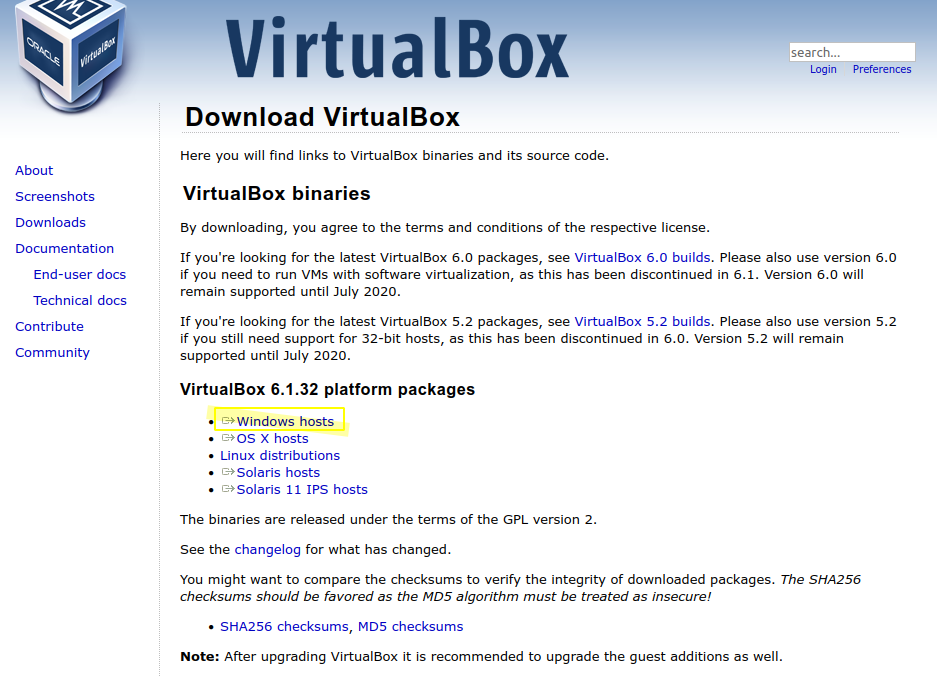 ORACLE
VirtualBox
VirtualBox
search...
Login Preferences
About
Screenshots
Downloads
Documentation
End-user docs
Technical docs
Contribute
Community
Download VirtualBox
Here you will find links to VirtualBox binaries and its source code.
VirtualBox binaries
By downloading, you agree to the terms and conditions of the respective license.
If you're looking for the latest VirtualBox 6.0 packages, see VirtualBox 6.0 builds. Please also use version 6.0
if you need to run VMs with software virtualization, as this has been discontinued in 6.1. Version 6.0 will
remain supported until July 2020.
If you're looking for the latest VirtualBox 5.2 packages, see VirtualBox 5.2 builds. Please also use version 5.2
if you still need support for 32-bit hosts, as this has been discontinued in 6.0. Version 5.2 will remain
supported until July 2020.
VirtualBox 6.1.32 platform packages
• Windows hosts
• OS X hosts
• Linux distributions
• Solaris hosts
• Solaris 11 IPS hosts
The binaries are released under the terms of the GPL version 2.
See the changelog for what has changed.
You might want to compare the checksums to verify the integrity of downloaded packages. The SHA256
checksums should be favored as the MD5 algorithm must be treated as insecure!
• SHA256 checksums, MD5 checksums
Note: After upgrading VirtualBox it is recommended to upgrade the guest additions as well.